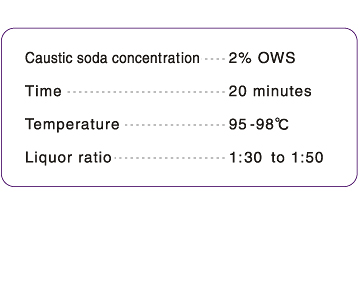 Caustic soda concentration ---- 2% OWS
Time ------------------------ 20 minutes
Temperature --------------- 95-98℃
Liquor ratio ----------------- 1:30 to 1:50